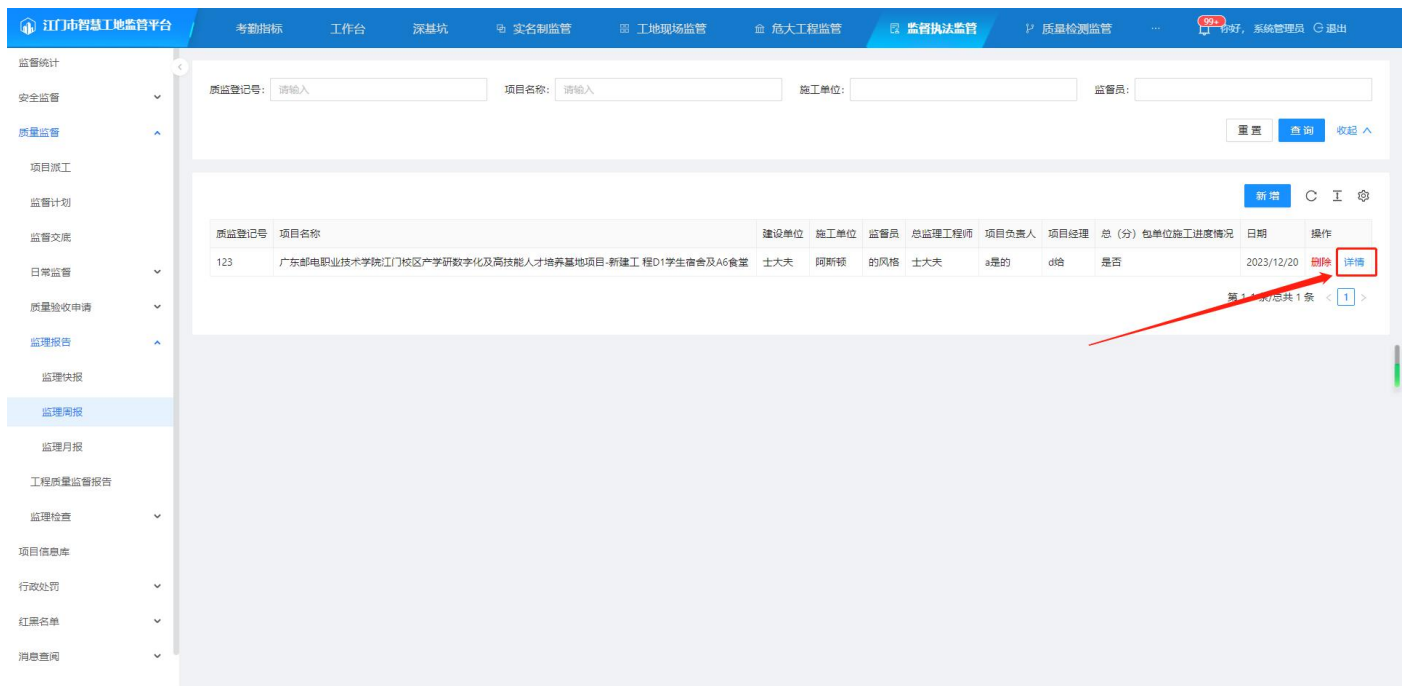 江门市智慧工地监管平台 考勤指标 工作台 深基坑 实名制监管 工地现场监管 危大工程监管 监督执法监管 质量检测监管 ... 99+ 你好，系统管理员 退出
监督统计
安全监督
质量监督
项目派工
监督计划
监督交底
日常监督
质量验收申请
监理报告
监理快报
监理周报
监理月报
工程质量监督报告
监理检查
项目信息库
行政处罚
红黑名单
消息查阅
质监登记号: 请输入 项目名称: 请输入 施工单位: 监督员:
重置 查询 收起
新增
质监登记号 项目名称 建设单位 施工单位 监督员 总监理工程师 项目负责人 项目经理 总（分）包单位施工进度情况 日期 操作
123 广东邮电职业技术学院江门校区产学研数字化及高技能人才培养基地项目-新建工 程D1学生宿舍及A6食堂 士大夫 阿斯顿 的风格 士大夫 a是的 d给 是否 2023/12/20 删除 详情
第 1-1 条/总共 1 条 < 1 >